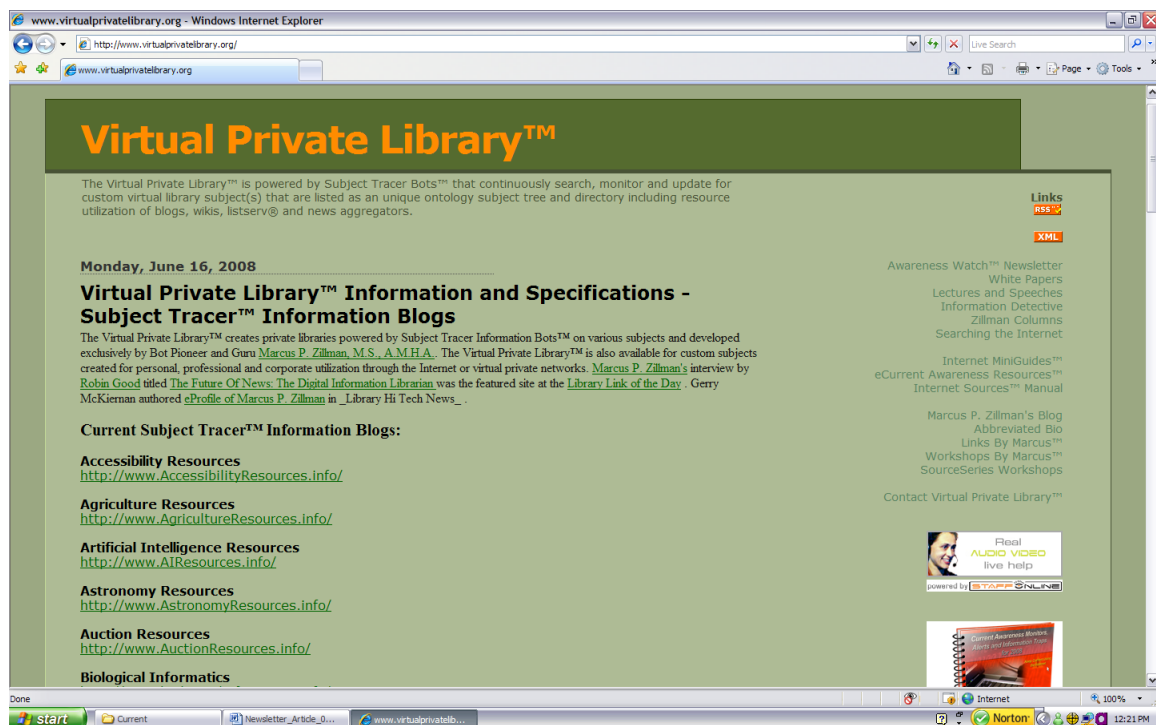 www.virtualprivatelibrary.org - Windows Internet Explorer
http://www.virtualprivatelibrary.org/
Live Search
www.virtualprivatelibrary.org
Page
Tools
Virtual Private Library™
The Virtual Private Library™ is powered by Subject Tracer Bots™ that continuously search, monitor and update for
custom virtual library subject(s) that are listed as an unique ontology subject tree and directory including resource
utilization of blogs, wikis, listserv® and news aggregators.
Monday, June 16, 2008
Virtual Private Library™ Information and Specifications -
Subject Tracer™ Information Blogs
The Virtual Private Library™ creates private libraries powered by Subject Tracer Information Bots™ on various subjects and developed
exclusively by Bot Pioneer and Guru Marcus P. Zillman, M.S., A.M.H.A.. The Virtual Private Library™ is also available for custom subjects
created for personal, professional and corporate utilization through the Internet or virtual private networks. Marcus P. Zillman's interview by
Robin Good titled The Future Of News: The Digital Information Librarian was the featured site at the Library Link of the Day . Gerry
McKiernan authored eProfile of Marcus P. Zillman in _Library Hi Tech News_ .
Current Subject Tracer™ Information Blogs:
Accessibility Resources
http://www.AccessibilityResources.info/
Agriculture Resources
http://www.AgricultureResources.info/
Artificial Intelligence Resources
http://www.AIResources.info/
Astronomy Resources
http://www.AstronomyResources.info/
Auction Resources
http://www.AuctionResources.info/
Biological Informatics
Links
RSS
XML
Awareness Watch™ Newsletter
White Papers
Lectures and Speeches
Information Detective
Zillman Columns
Searching the Internet
Internet MiniGuides™
eCurrent Awareness Resources™
Internet Sources™ Manual
Marcus P. Zillman's Blog
Abbreviated Bio
Links By Marcus™
Workshops By Marcus™
SourceSeries Workshops
Contact Virtual Private Library™
Real
AUDIO VIDEO
live help
powered by STAFFONLINE
Current Awareness Monitors,
Done
Internet
100%
start
Current
Newsletter_Article_0...
www.virtualprivatelib...
Norton
12:21 PM